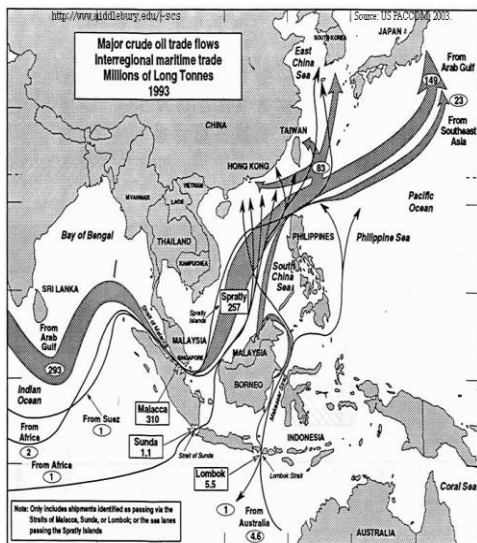 http://www.middlebury.edu/~scs
Source: US PACCOM, 2003.
Major crude oil trade flows
Interregional maritime trade
Millions of Long Tonnes
1993
East
China
Sea
SOUTH KOREA
JAPAN
From
Arab Gulf
149
23
From
Southeast
Asia
CHINA
TAIWAN
83
HONG KONG
MYANMAR
VIETNAM
LAOS
Pacific
Ocean
Bay of Bengal
THAILAND
KAMPUCHEA
PHILIPPINES
Philippine Sea
SRI LANKA
South
China
Sea
Spratly
257
Spratly
Islands
Strait of Malacca
MALAYSIA
SINGAPORE
MALAYSIA
From
Arab Gulf
293
BORNEO
Makassar Strait
Indian
Ocean
Malacca
310
From Suez
1
From
Africa
2
Sunda
1.1
Strait of Sunda
INDONESIA
From Africa
1
Lombok
5.5
Lombok Strait
Coral Sea
1
From
Australia
4.6
AUSTRALIA
Note: Only includes shipments identified as passing via the
Straits of Malacca, Sunda, or Lombok; or the sea lanes
passing the Spratly Islands